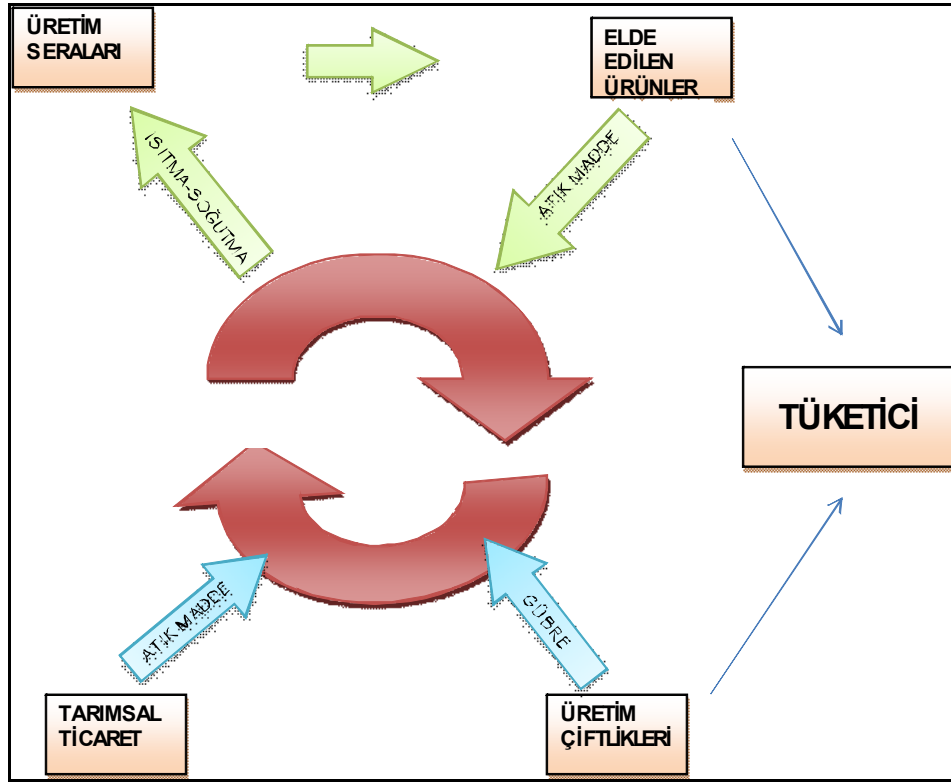 ÜRETİM
SERALARI
ELDE
EDİLEN
ÜRÜNLER
ISITMA-SOĞUTMA
ATIK MADDE
TÜKETİCİ
ATIK MADDE
GÜBRE
TARIMSAL
TİCARET
ÜRETİM
ÇİFTLİKLERİ